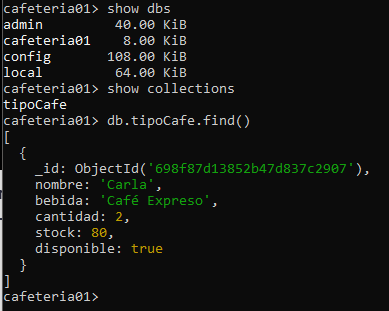 cafeteria01> show dbs
admin         40.00 KiB
cafeteria01    8.00 KiB
config       108.00 KiB
local         64.00 KiB
cafeteria01> show collections
tipoCafe
cafeteria01> db.tipoCafe.find()
[
  {
    _id: ObjectId('698f87d13852b47d837c2907'),
    nombre: 'Carla',
    bebida: 'Café Expreso',
    cantidad: 2,
    stock: 80,
    disponible: true
  }
]
cafeteria01>